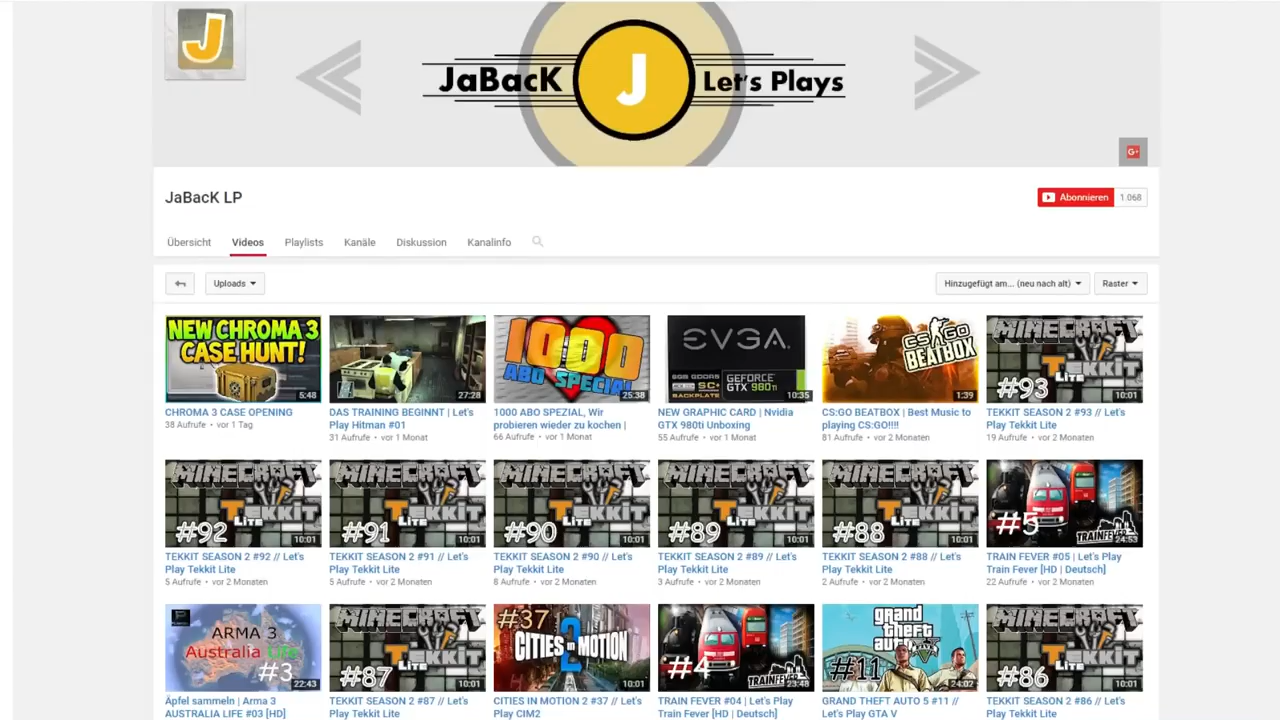 J
JaBacK J Let's Plays
G+
JaBacK LP
Abonnieren 1.068
Übersicht Videos Playlists Kanäle Diskussion Kanalinfo
Uploads Hinzugefügt am... (neu nach alt) Raster
NEW CHROMA 3
CASE HUNT!
5:48
CHROMA 3 CASE OPENING
38 Aufrufe • vor 1 Tag
27:28
DAS TRAINING BEGINNT | Let's
Play Hitman #01
31 Aufrufe • vor 1 Monat
1000
ABO SPECIAL
25:38
1000 ABO SPEZIAL, Wir
probieren wieder zu kochen |
66 Aufrufe • vor 1 Monat
EVGA.
6GB GDDR5
SC+
BACKPLATE
GEFORCE
GTX 980Ti
10:35
NEW GRAPHIC CARD | Nvidia
GTX 980ti Unboxing
55 Aufrufe • vor 1 Monat
CS:GO
BEATBOX
1:39
CS:GO BEATBOX | Best Music to
playing CS:GO!!!!
81 Aufrufe • vor 2 Monaten
MINECRAFT
TEKKIT
LITE
#93
10:01
TEKKIT SEASON 2 #93 // Let's
Play Tekkit Lite
19 Aufrufe • vor 2 Monaten
MINECRAFT
TEKKIT
LITE
#92
10:01
TEKKIT SEASON 2 #92 // Let's
Play Tekkit Lite
5 Aufrufe • vor 2 Monaten
MINECRAFT
TEKKIT
LITE
#91
10:01
TEKKIT SEASON 2 #91 // Let's
Play Tekkit Lite
5 Aufrufe • vor 2 Monaten
MINECRAFT
TEKKIT
LITE
#90
10:01
TEKKIT SEASON 2 #90 // Let's
Play Tekkit Lite
8 Aufrufe • vor 2 Monaten
MINECRAFT
TEKKIT
LITE
#89
10:01
TEKKIT SEASON 2 #89 // Let's
Play Tekkit Lite
3 Aufrufe • vor 2 Monaten
MINECRAFT
TEKKIT
LITE
#88
10:01
TEKKIT SEASON 2 #88 // Let's
Play Tekkit Lite
2 Aufrufe • vor 2 Monaten
#5
TRAIN FEVER
24:53
TRAIN FEVER #05 | Let's Play
Train Fever [HD | Deutsch]
22 Aufrufe • vor 2 Monaten
ARMA 3
Australia Life
#3
22:43
Äpfel sammeln | Arma 3
AUSTRALIA LIFE #03 [HD]
MINECRAFT
TEKKIT
LITE
#87
10:01
TEKKIT SEASON 2 #87 // Let's
Play Tekkit Lite
#37
CITIES IN MOTION
2
10:01
CITIES IN MOTION 2 #37 // Let's
Play CIM2
#4
TRAIN FEVER
23:48
TRAIN FEVER #04 | Let's Play
Train Fever [HD | Deutsch]
grand
theft
auto
V
#11
24:02
GRAND THEFT AUTO 5 #11 //
Let's Play GTA V
MINECRAFT
TEKKIT
LITE
#86
10:01
TEKKIT SEASON 2 #86 // Let's
Play Tekkit Lite